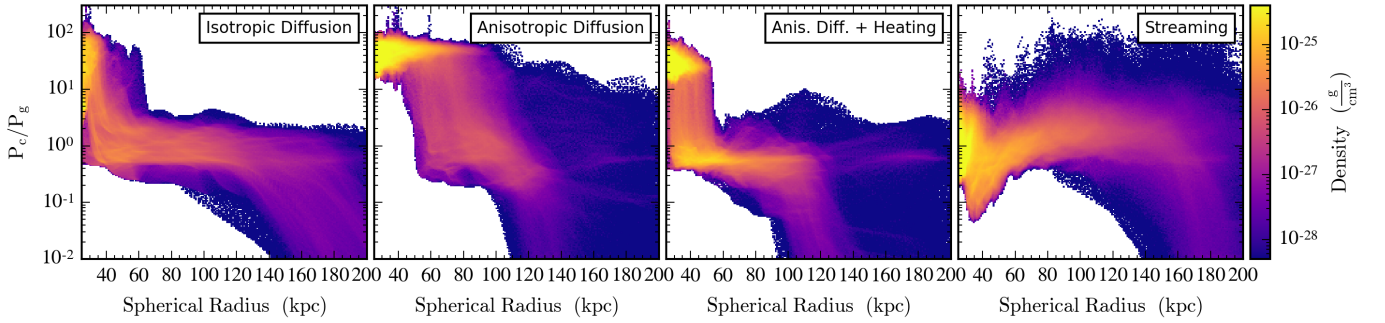 Isotropic Diffusion
Anisotropic Diffusion
Anis. Diff. + Heating
Streaming
P_c/P_g
10^2
10^1
10^0
10^-1
10^-2
40 60 80 100 120 140 160 180 200
40 60 80 100 120 140 160 180 200
40 60 80 100 120 140 160 180 200
40 60 80 100 120 140 160 180 200
Spherical Radius (kpc)
Spherical Radius (kpc)
Spherical Radius (kpc)
Spherical Radius (kpc)
10^-25
10^-26
10^-27
10^-28
Density (g/cm^3)